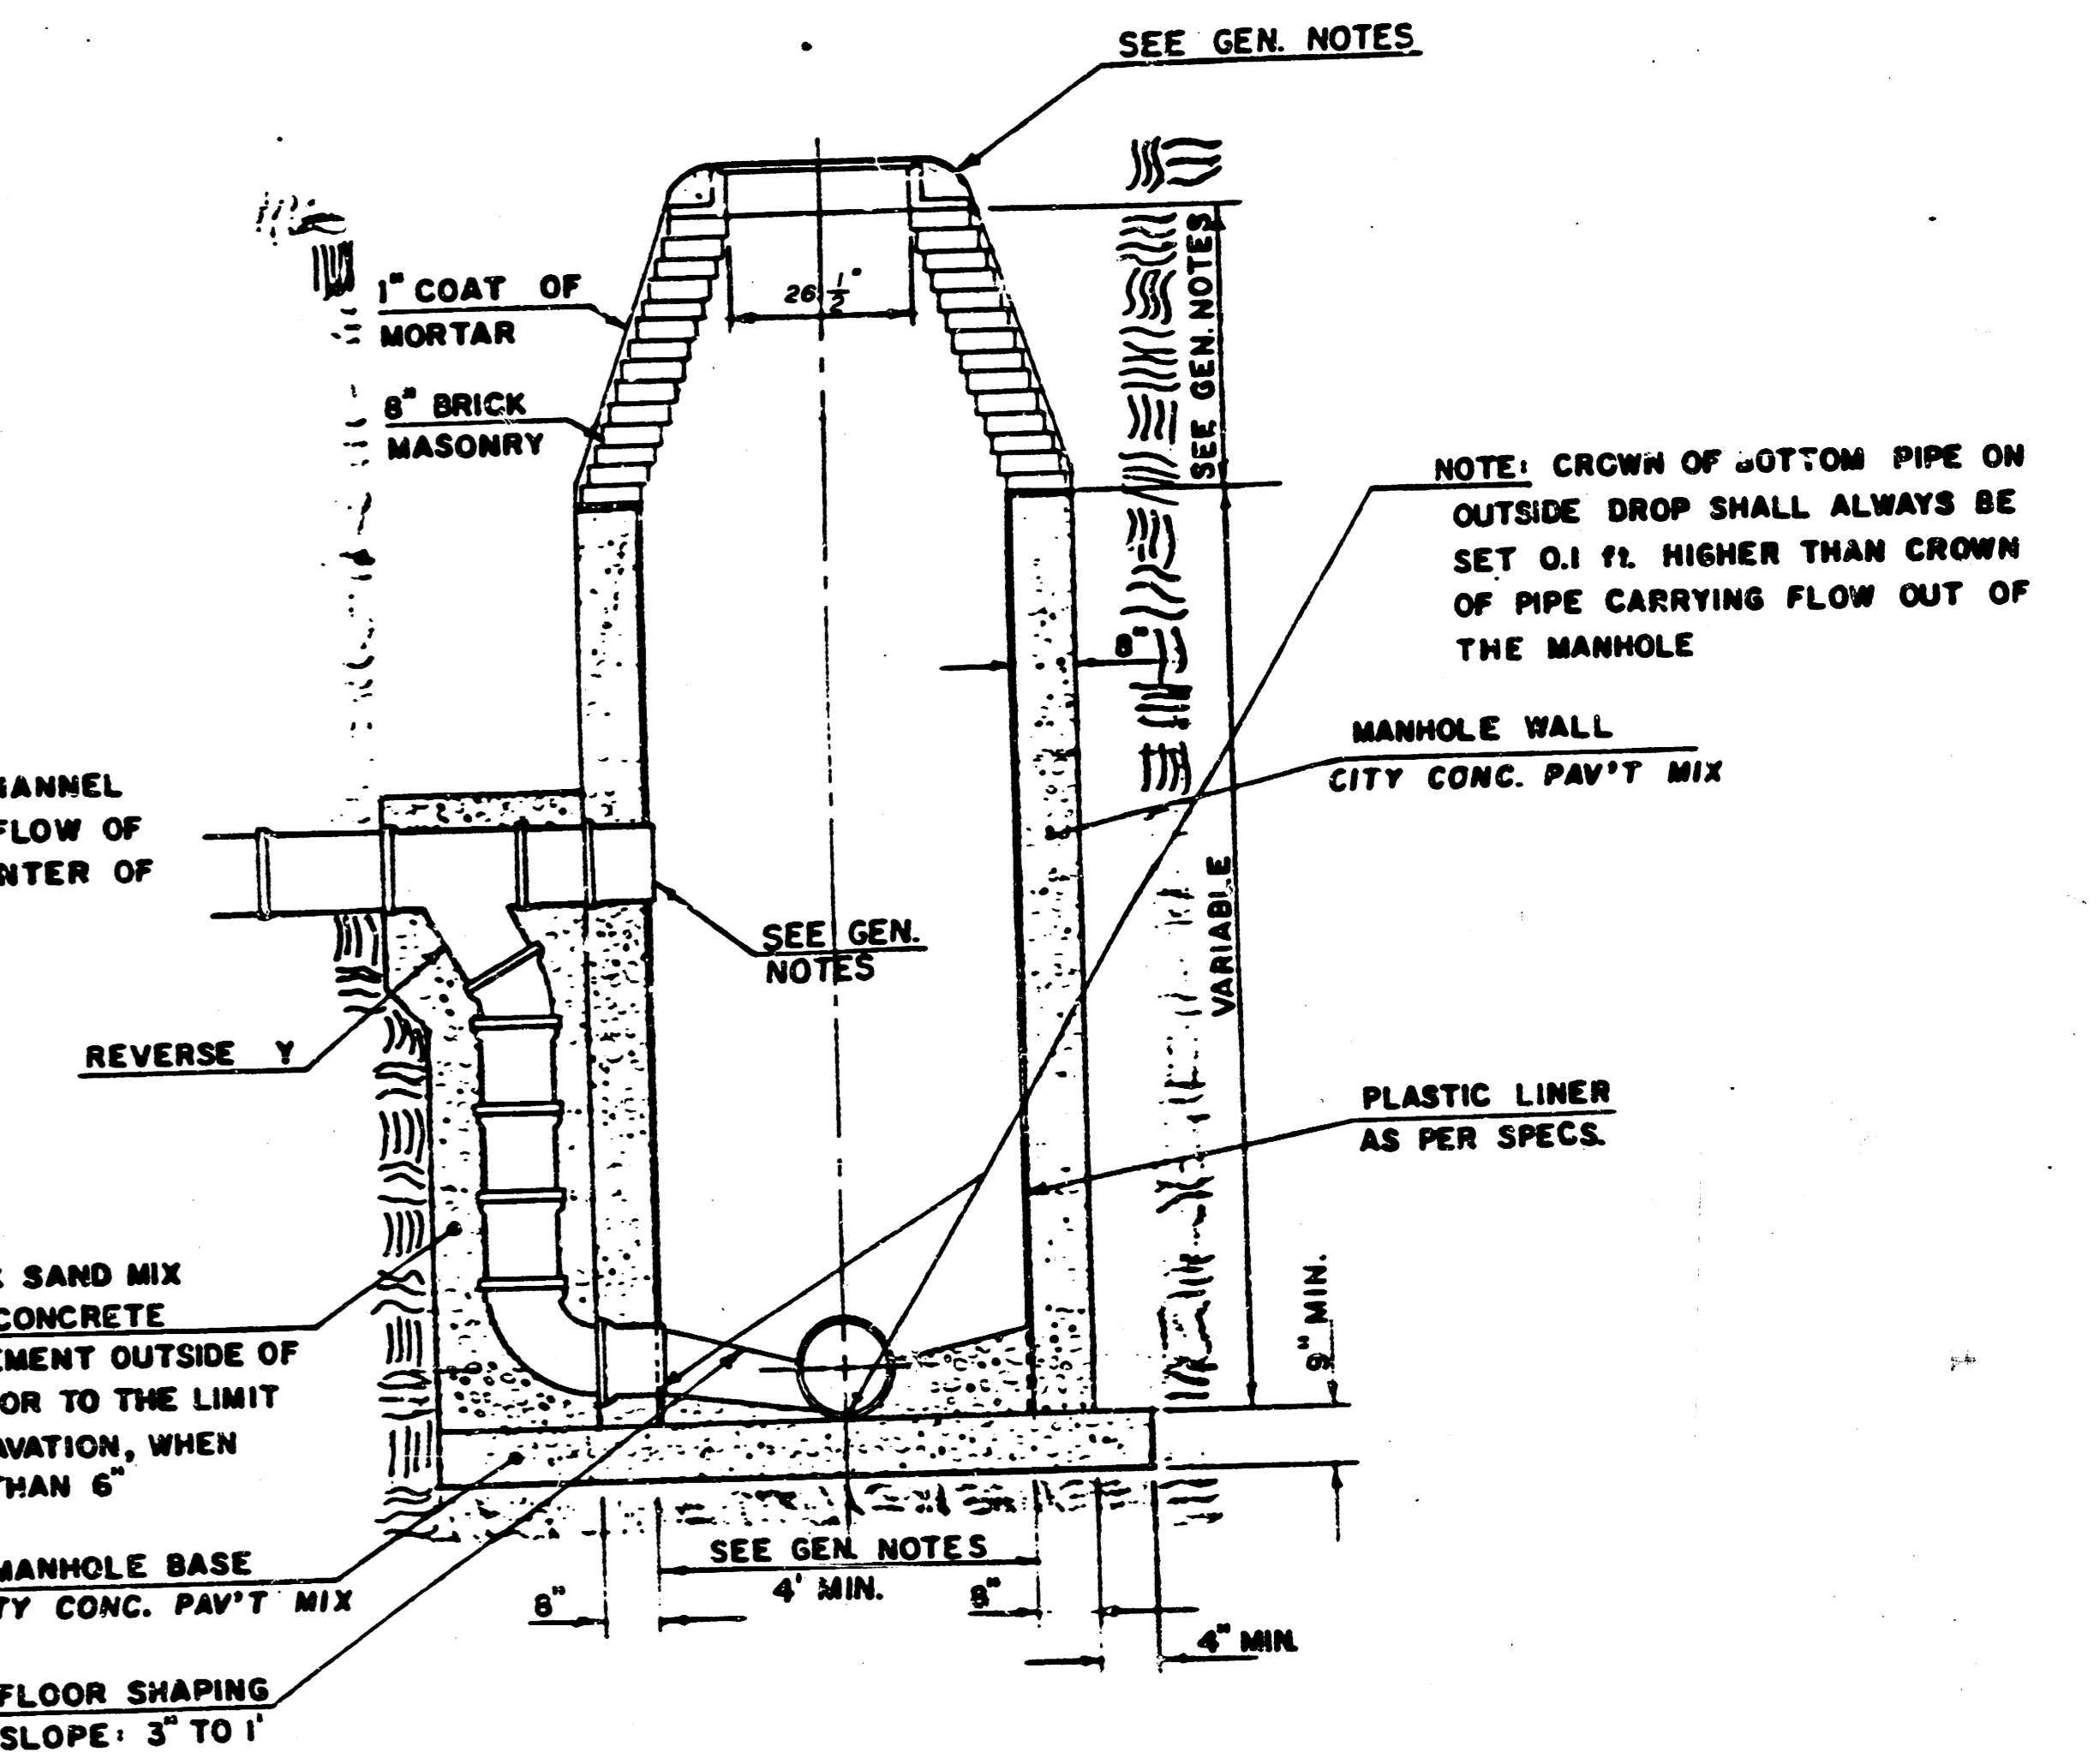 SEE GEN. NOTES
1" COAT OF
MORTAR
26 1/2"
8" BRICK
MASONRY
SEE GEN. NOTES
NOTE: CROWN OF BOTTOM PIPE ON
OUTSIDE DROP SHALL ALWAYS BE
SET 0.1 ft. HIGHER THAN CROWN
OF PIPE CARRYING FLOW OUT OF
THE MANHOLE
8"
MANHOLE WALL
CITY CONC. PAV'T MIX
HANNEL
FLOW OF
NTER OF
VARIABLE
SEE GEN.
NOTES
REVERSE Y
PLASTIC LINER
AS PER SPECS.
SAND MIX
CONCRETE
EMENT OUTSIDE OF
OR TO THE LIMIT
AVATION, WHEN
THAN 6"
9" MIN.
MANHOLE BASE
TY CONC. PAV'T MIX
SEE GEN. NOTES
4' MIN.
8"
8"
4" MIN.
FLOOR SHAPING
SLOPE: 3" TO 1'